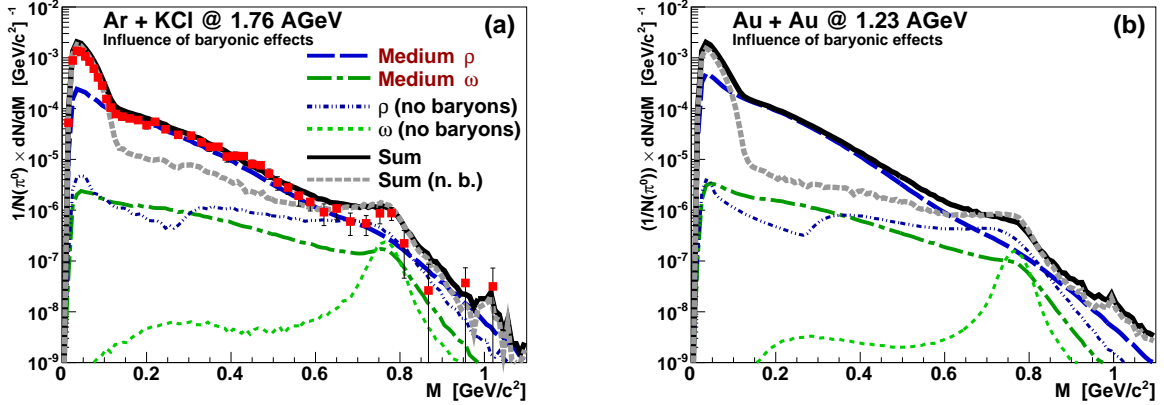 Ar + KCl @ 1.76 AGeV
(a)
Influence of baryonic effects
Medium ρ
Medium ω
ρ (no baryons)
ω (no baryons)
Sum
Sum (n. b.)
1/N(π⁰) × dN/dM [GeV/c²]⁻¹
10⁻² 10⁻³ 10⁻⁴ 10⁻⁵ 10⁻⁶ 10⁻⁷ 10⁻⁸ 10⁻⁹
0 0.2 0.4 0.6 0.8 1
M [GeV/c²]
Au + Au @ 1.23 AGeV
(b)
Influence of baryonic effects
(1/N(π⁰)) × dN/dM [GeV/c²]⁻¹
10⁻² 10⁻³ 10⁻⁴ 10⁻⁵ 10⁻⁶ 10⁻⁷ 10⁻⁸ 10⁻⁹
0 0.2 0.4 0.6 0.8 1
M [GeV/c²]